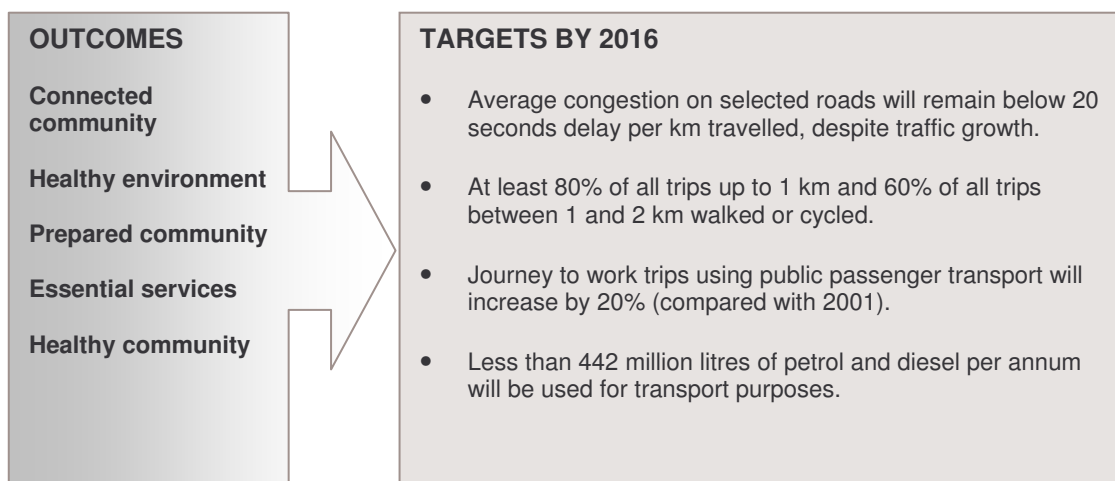 OUTCOMES
Connected
community
Healthy environment
Prepared community
Essential services
Healthy community
TARGETS BY 2016
• Average congestion on selected roads will remain below 20
seconds delay per km travelled, despite traffic growth.
• At least 80% of all trips up to 1 km and 60% of all trips
between 1 and 2 km walked or cycled.
• Journey to work trips using public passenger transport will
increase by 20% (compared with 2001).
• Less than 442 million litres of petrol and diesel per annum
will be used for transport purposes.